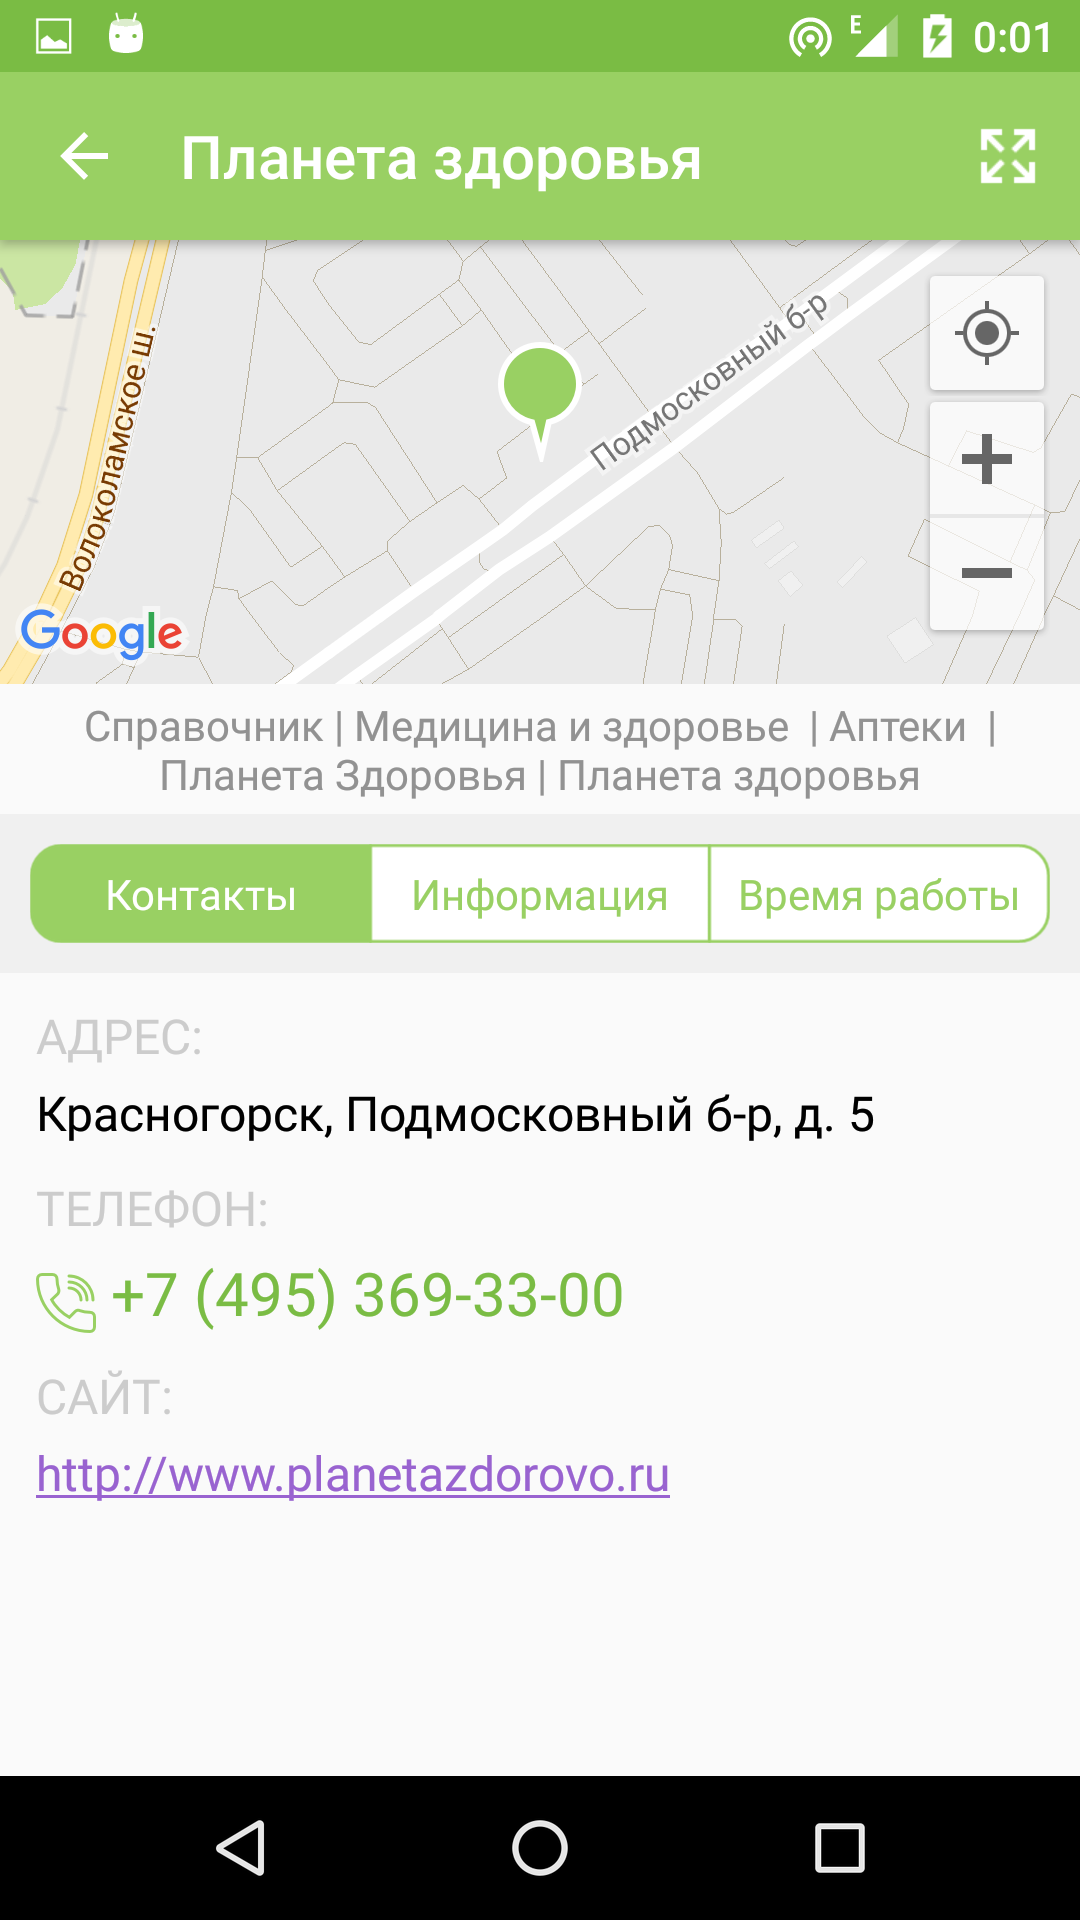 E 0:01
Планета здоровья
Волоколамское ш.
Подмосковный б-р
Google
Справочник | Медицина и здоровье | Аптеки |
Планета Здоровья | Планета здоровья
Контакты Информация Время работы
АДРЕС:
Красногорск, Подмосковный б-р, д. 5
ТЕЛЕФОН:
+7 (495) 369-33-00
САЙТ:
http://www.planetazdorovo.ru